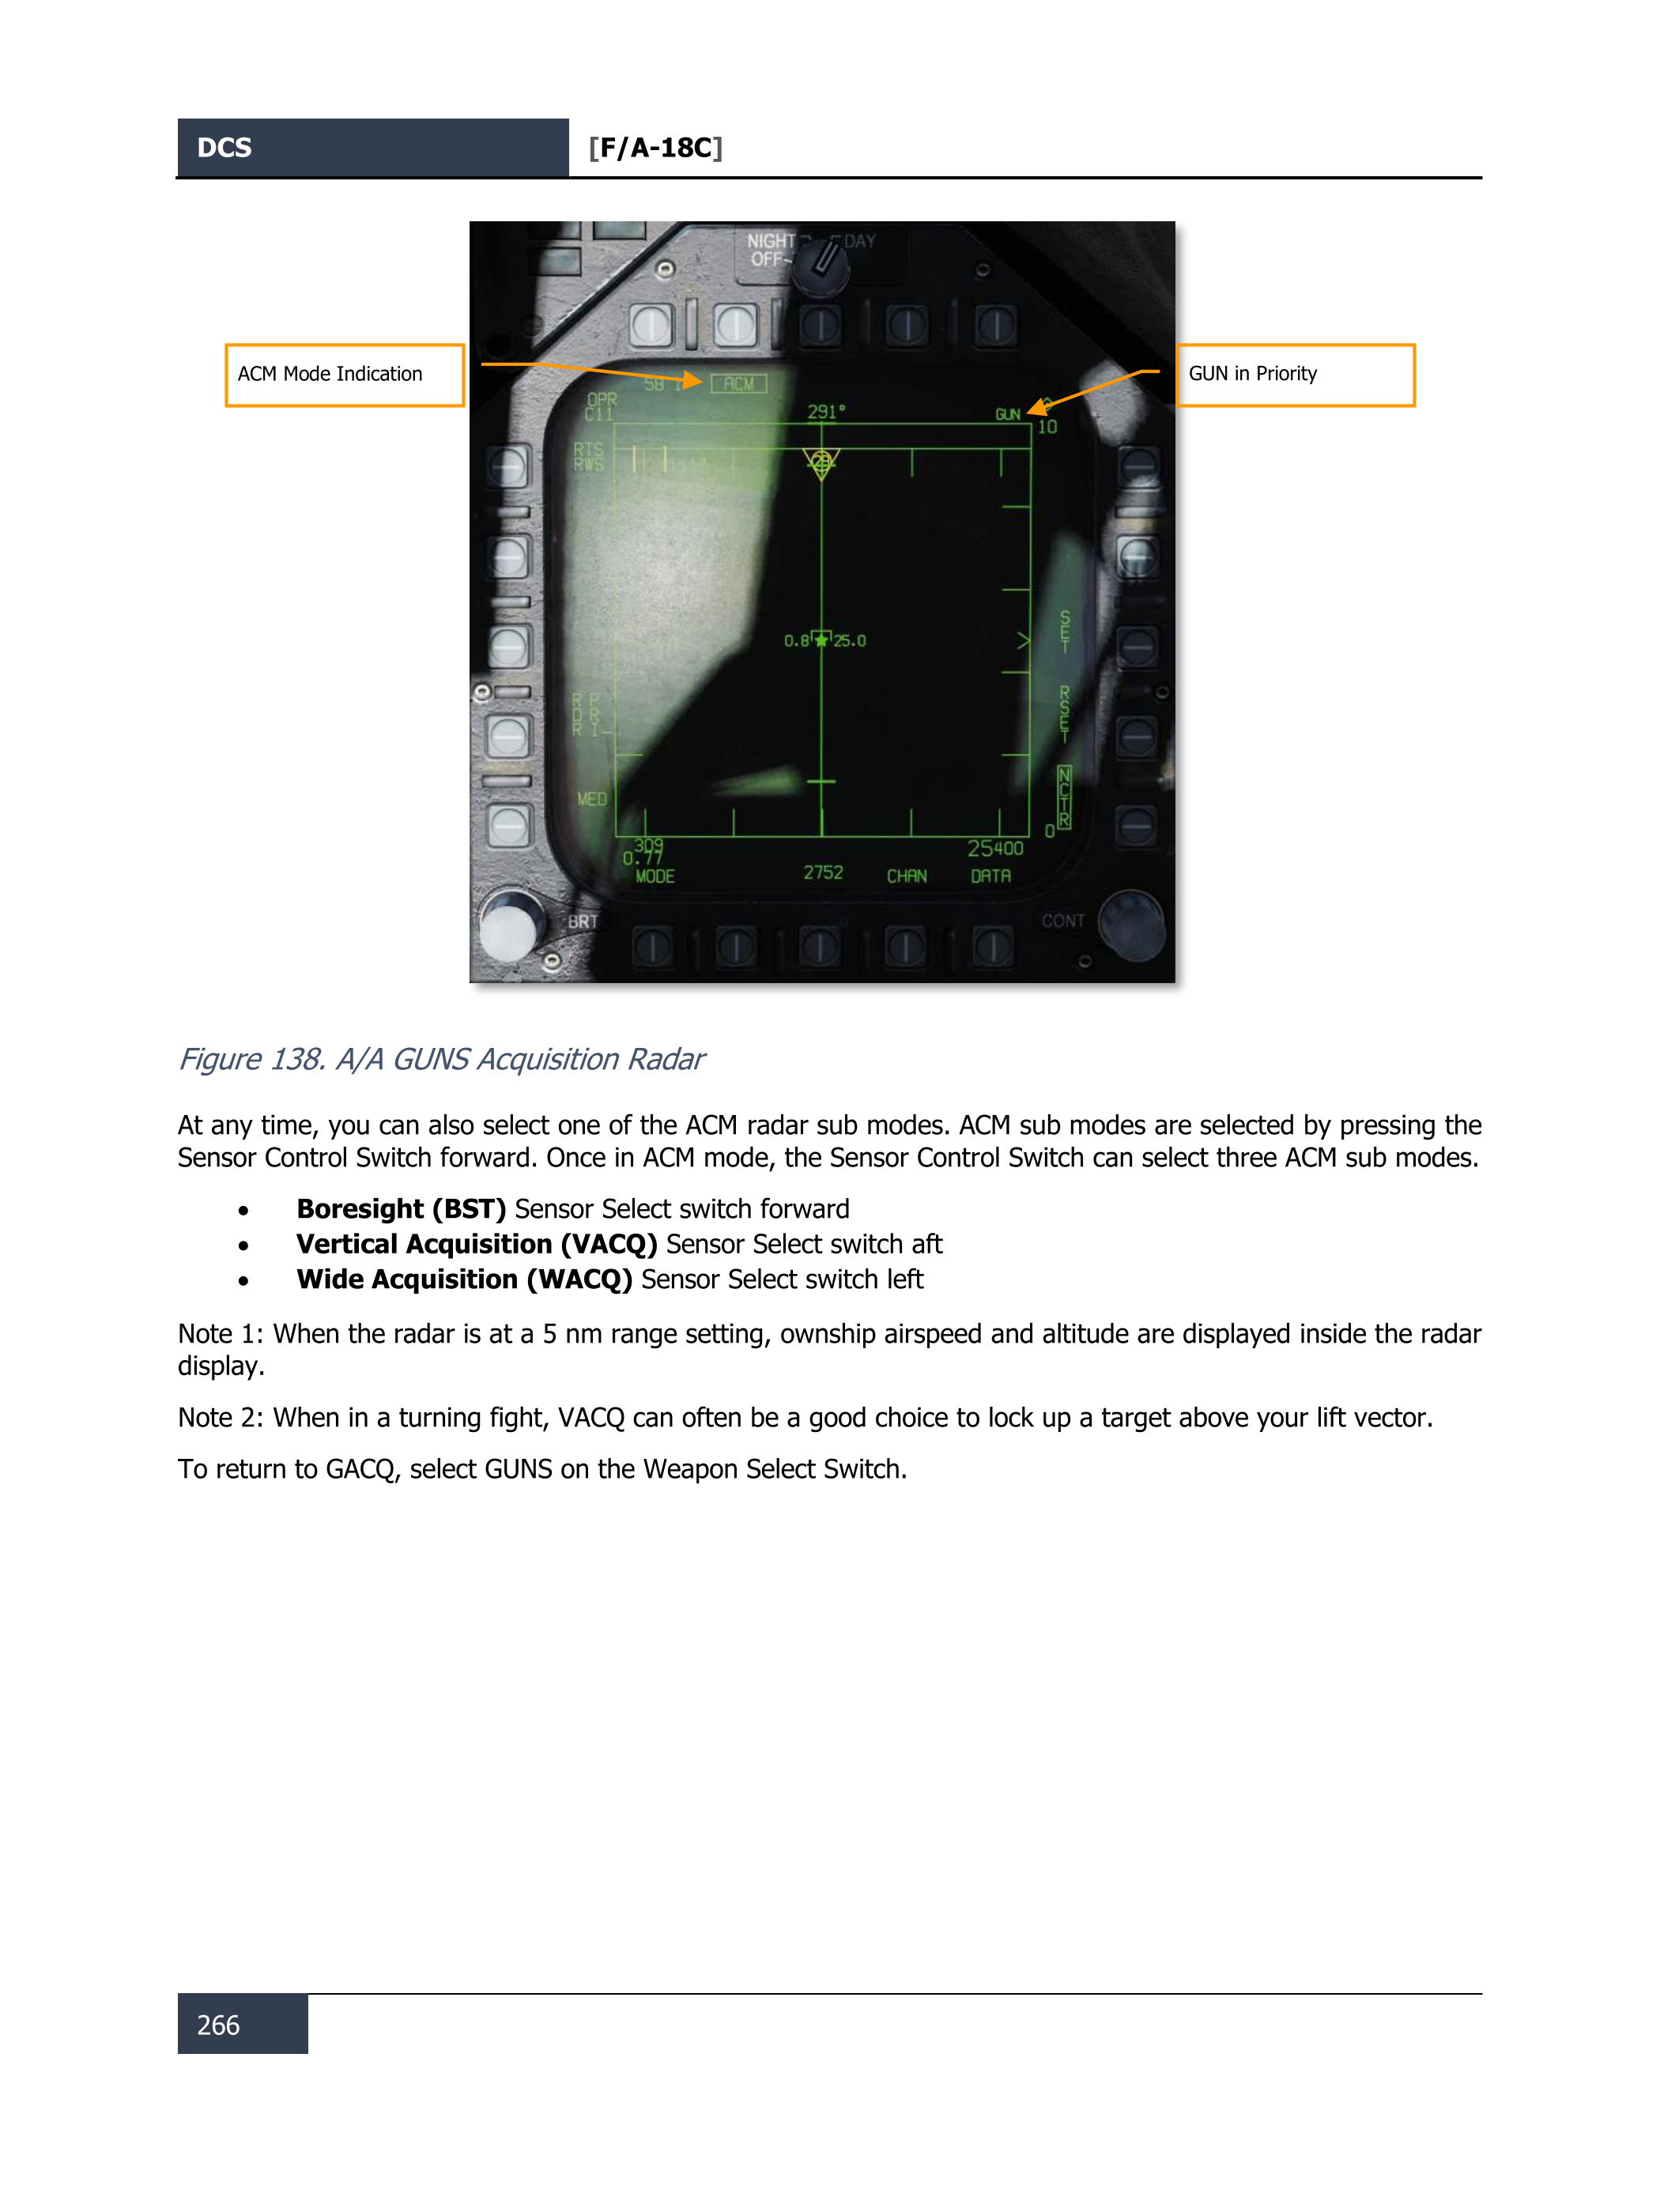 DCS [F/A-18C]
NIGHT DAY
OFF
ACM Mode Indication
GUN in Priority
ACM
OPR
C11
291°
GUN
10
RTS
RWS
29
0.8 25.0
SET
RSET
NCTR
RDR
PRI
MED
0
309
0.77
25400
MODE 2752 CHAN DATA
BRT CONT
Figure 138. A/A GUNS Acquisition Radar
At any time, you can also select one of the ACM radar sub modes. ACM sub modes are selected by pressing the
Sensor Control Switch forward. Once in ACM mode, the Sensor Control Switch can select three ACM sub modes.
• Boresight (BST) Sensor Select switch forward
• Vertical Acquisition (VACQ) Sensor Select switch aft
• Wide Acquisition (WACQ) Sensor Select switch left
Note 1: When the radar is at a 5 nm range setting, ownship airspeed and altitude are displayed inside the radar
display.
Note 2: When in a turning fight, VACQ can often be a good choice to lock up a target above your lift vector.
To return to GACQ, select GUNS on the Weapon Select Switch.
266